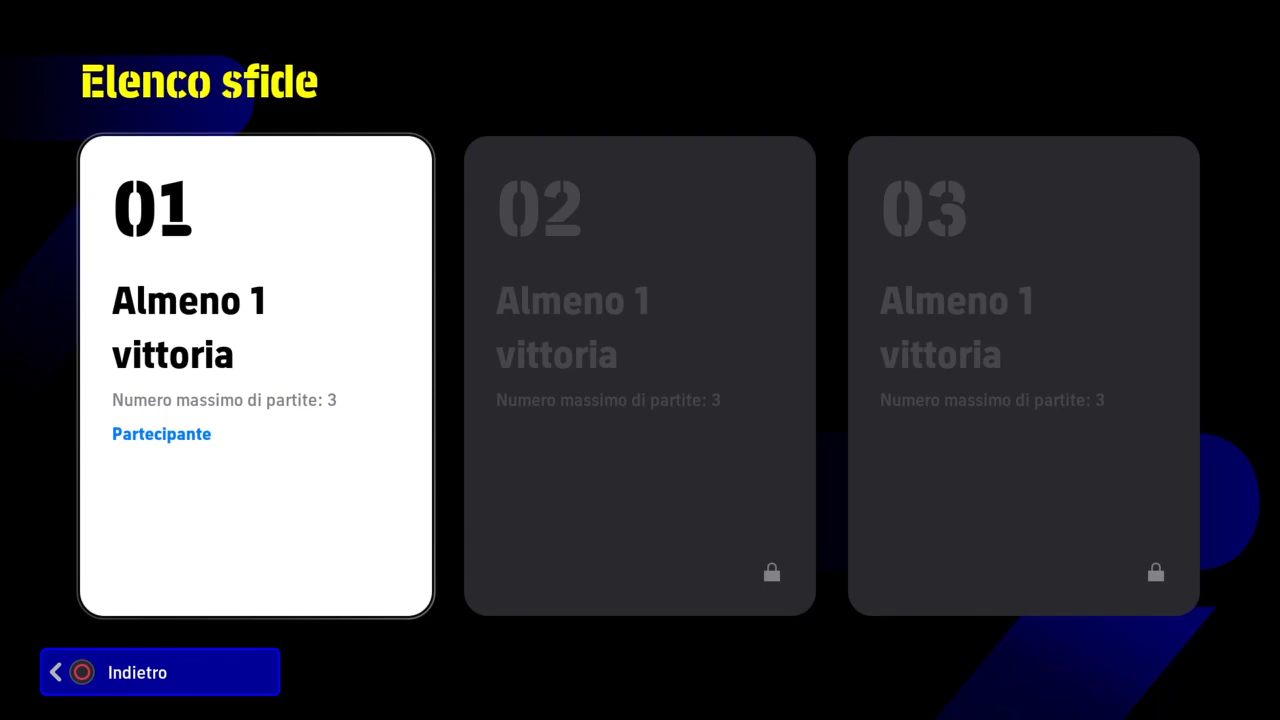 Elenco sfide
01
Almeno 1
vittoria
Numero massimo di partite: 3
Partecipante
02
Almeno 1
vittoria
Numero massimo di partite: 3
03
Almeno 1
vittoria
Numero massimo di partite: 3
Indietro